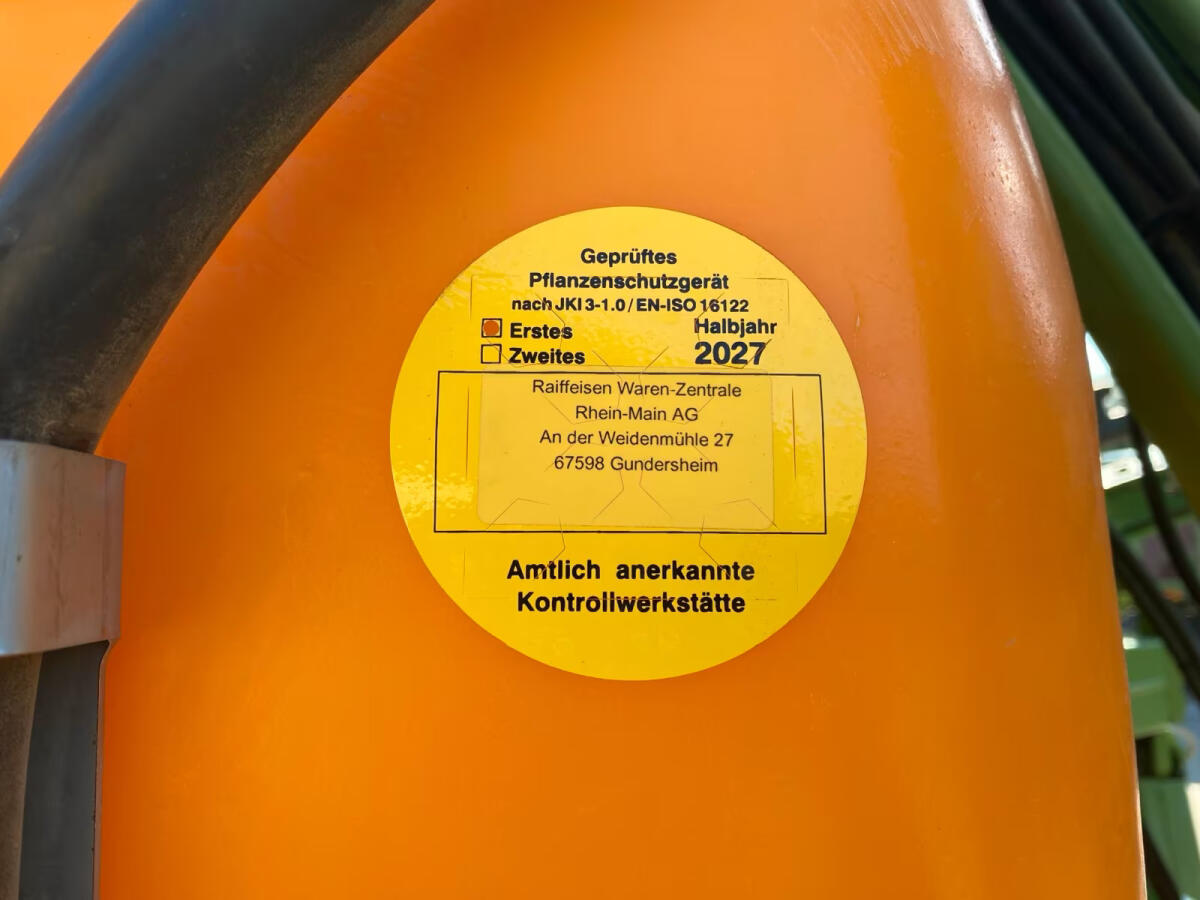 Geprüftes
Pflanzenschutzgerät
nach JKI 3-1.0 / EN-ISO 16122
Erstes Halbjahr
Zweites 2027
Raiffeisen Waren-Zentrale
Rhein-Main AG
An der Weidenmühle 27
67598 Gundersheim
Amtlich anerkannte
Kontrollwerkstätte